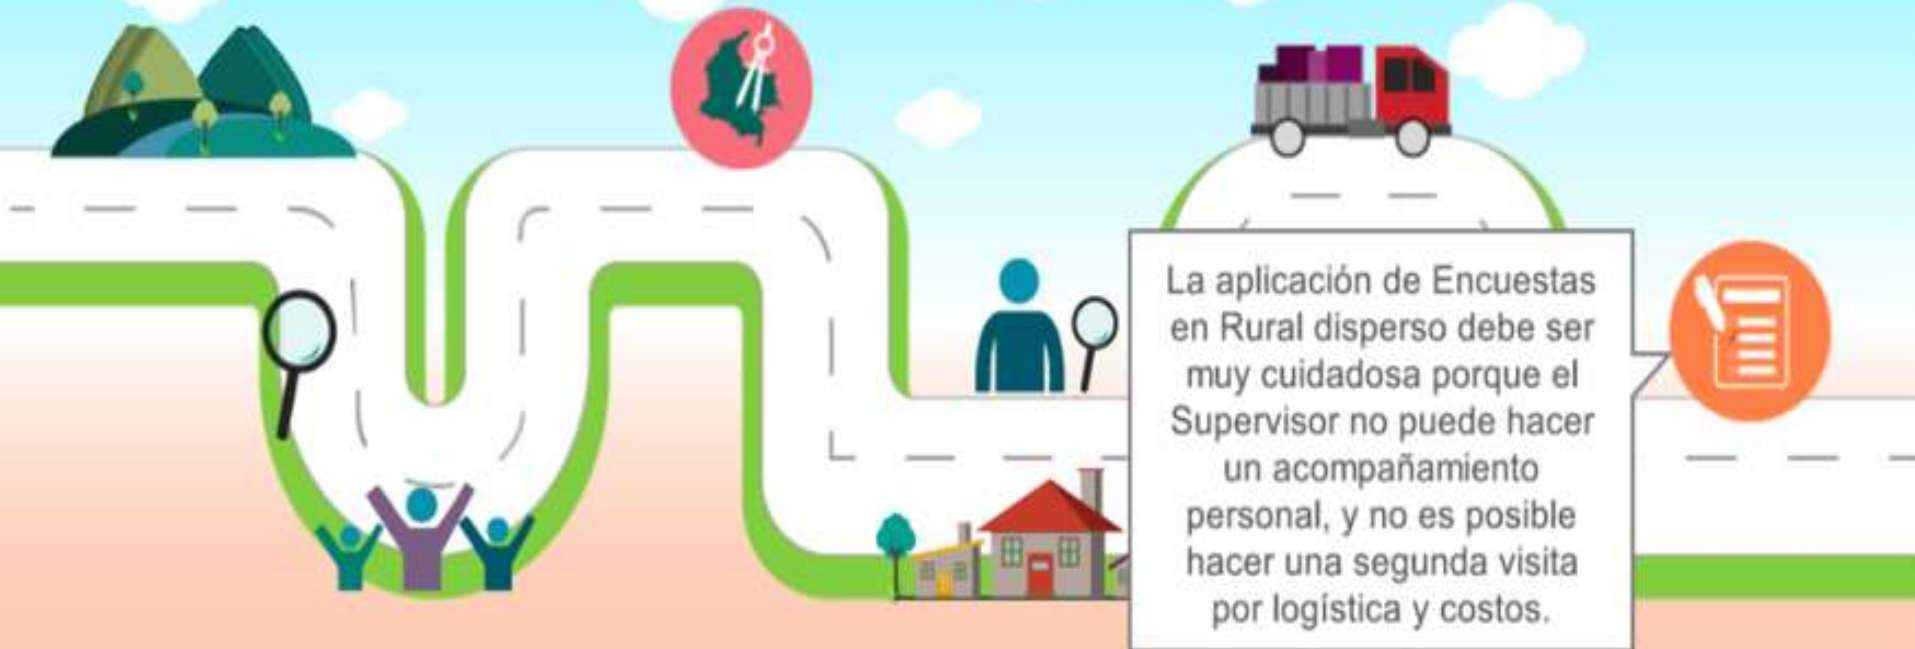 La aplicación de Encuestas
en Rural disperso debe ser
muy cuidadosa porque el
Supervisor no puede hacer
un acompañamiento
personal, y no es posible
hacer una segunda visita
por logística y costos.